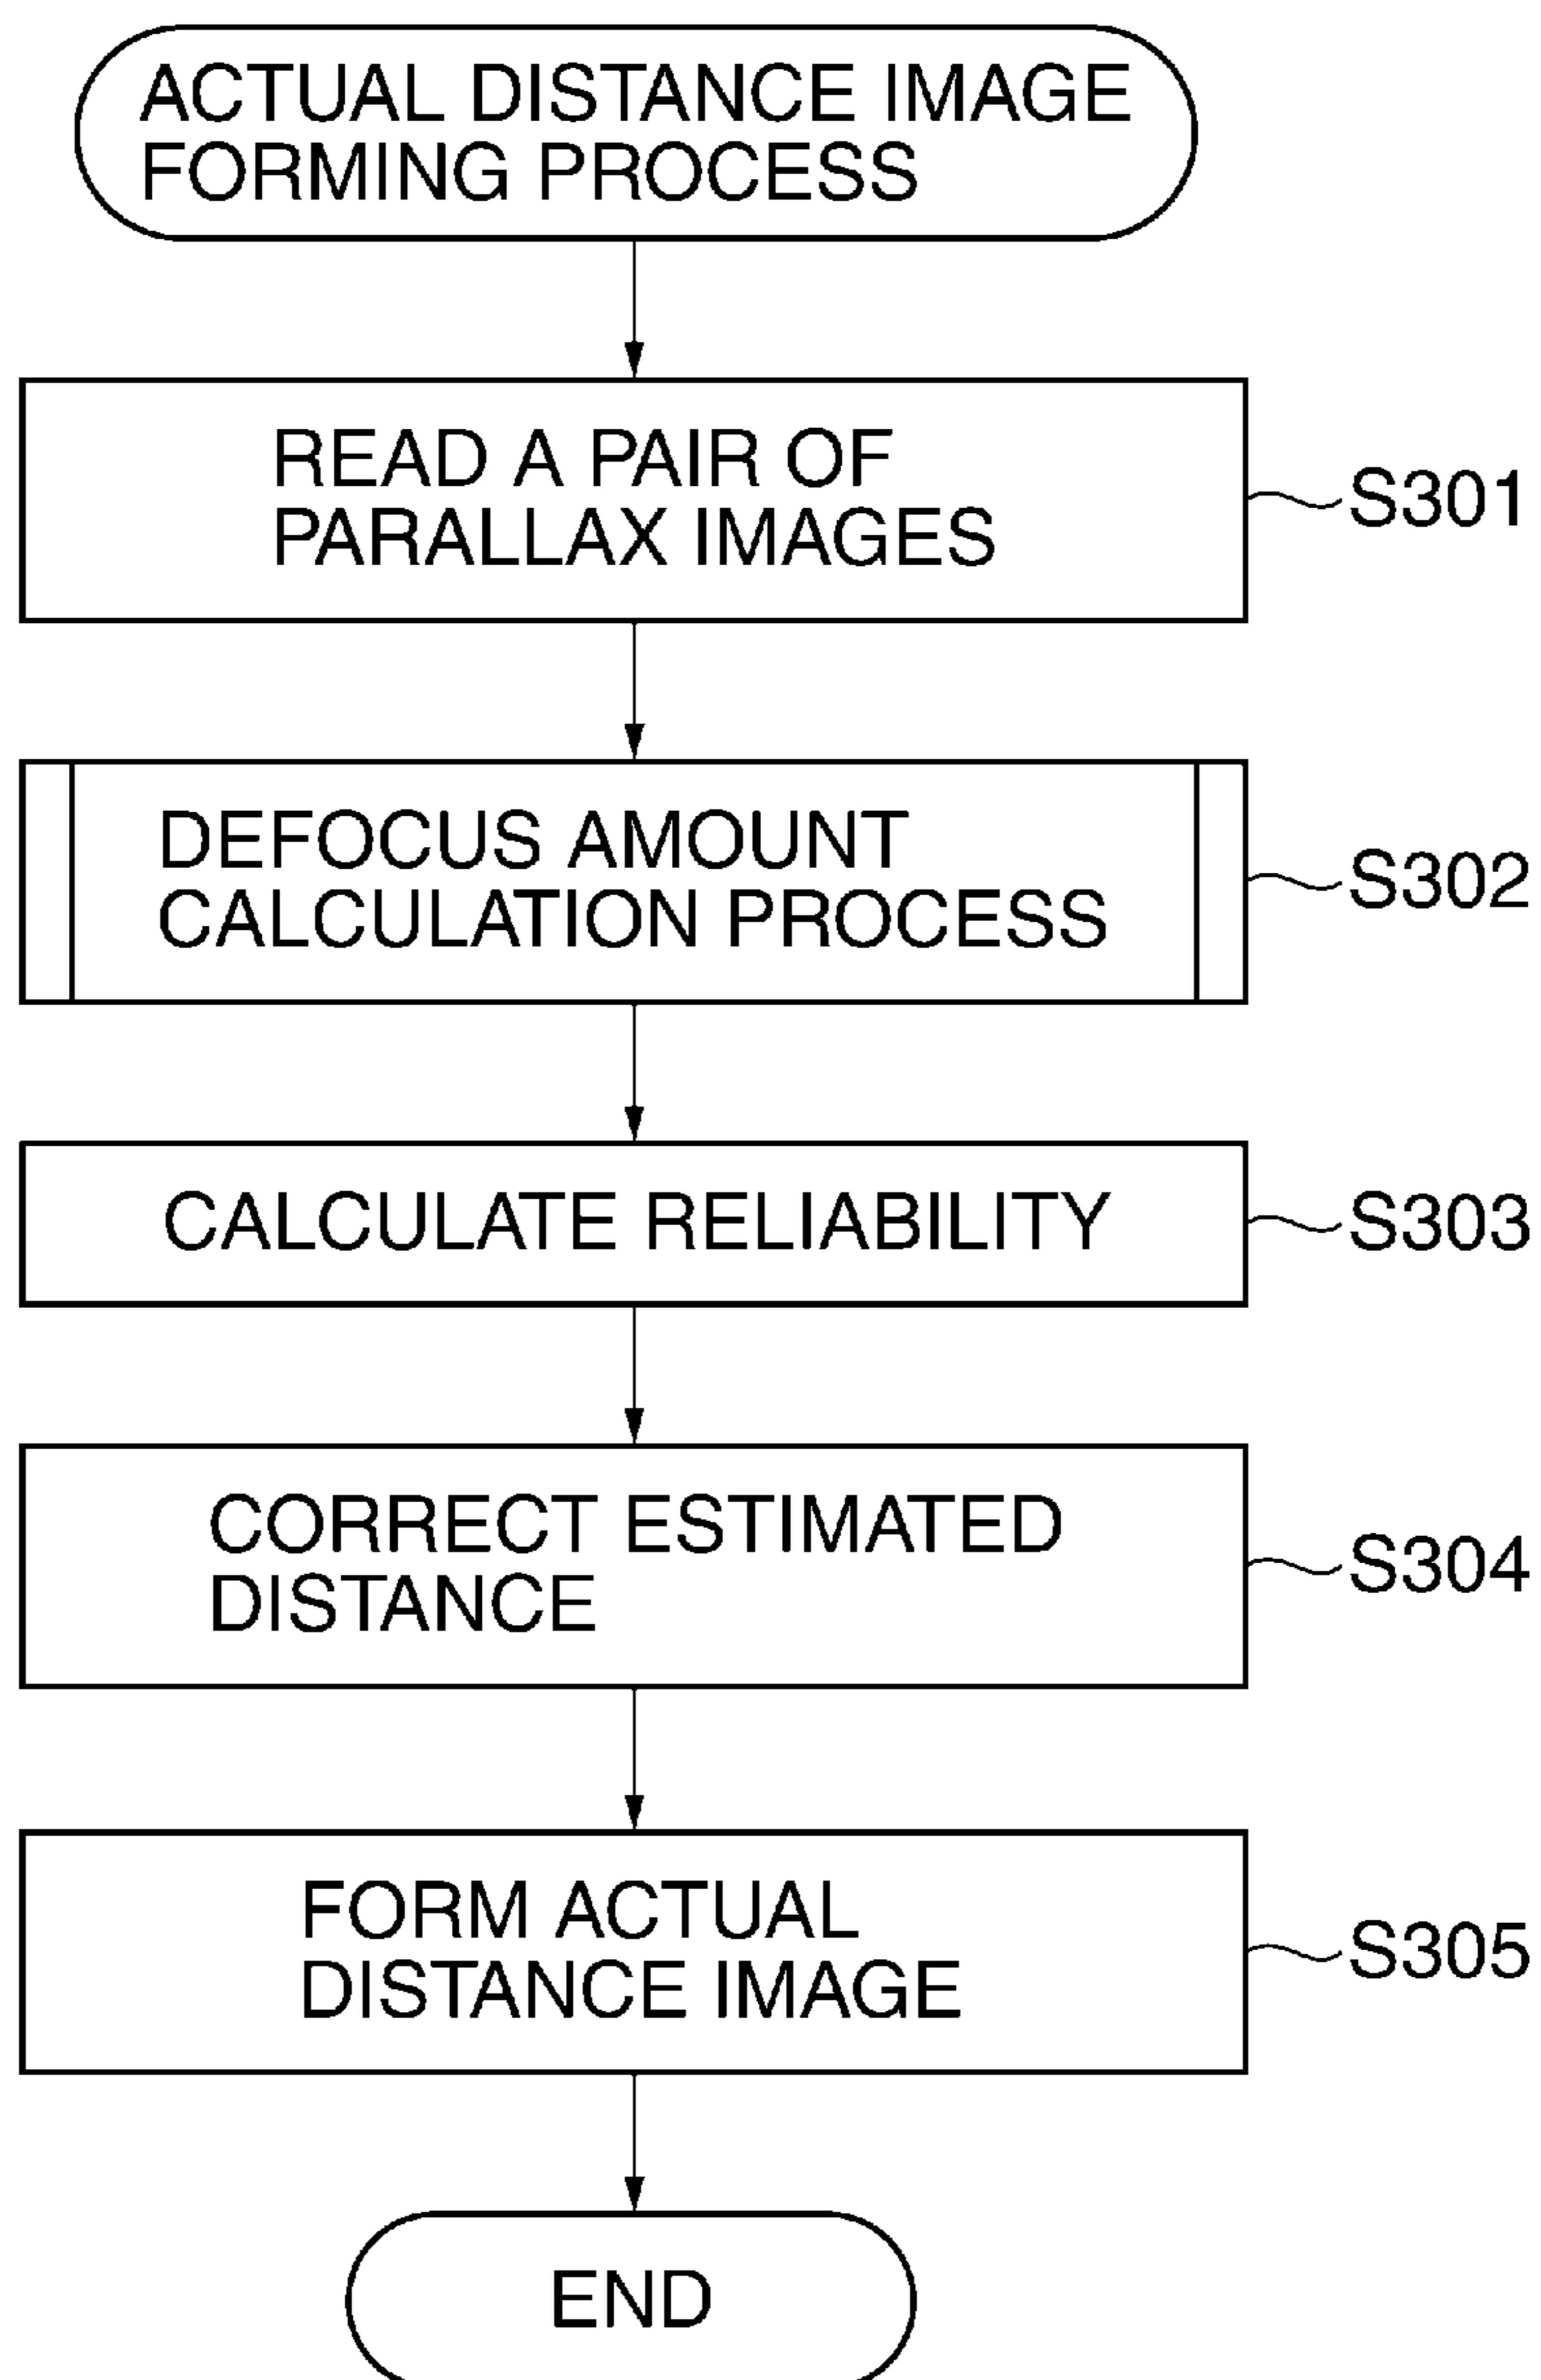 ACTUAL DISTANCE IMAGE
FORMING PROCESS
READ A PAIR OF
PARALLAX IMAGES
S301
DEFOCUS AMOUNT
CALCULATION PROCESS
S302
CALCULATE RELIABILITY
S303
CORRECT ESTIMATED
DISTANCE
S304
FORM ACTUAL
DISTANCE IMAGE
S305
END